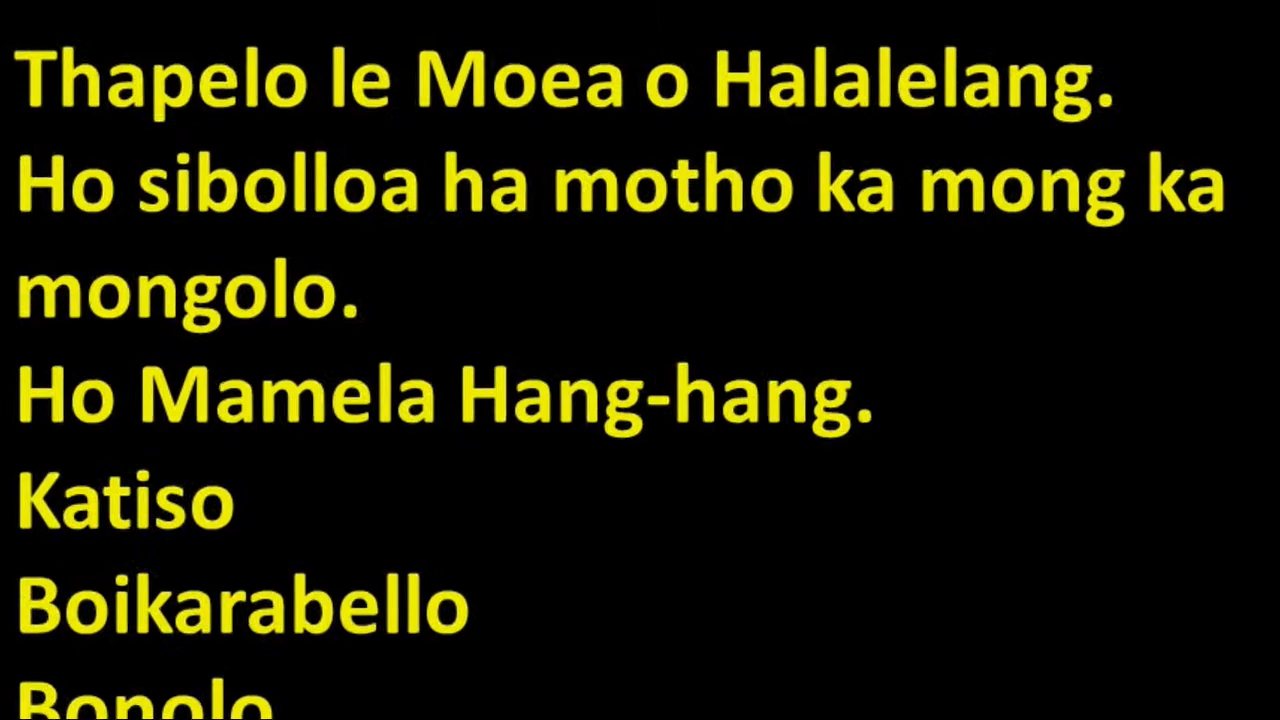 Thapelo le Moea o Halalelang.
Ho sibolloa ha motho ka mong ka
mongolo.
Ho Mamela Hang-hang.
Katiso
Boikarabello
Bonolo